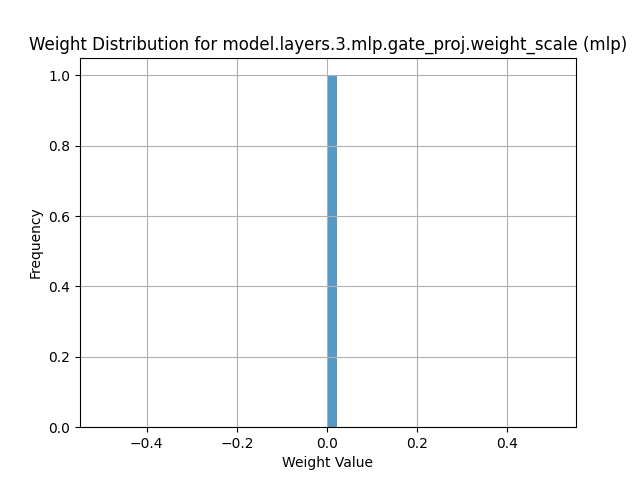 Weight Distribution for model.layers.3.mlp.gate_proj.weight_scale (mlp)
1.0
0.8
0.6
0.4
0.2
0.0
Frequency
−0.4 −0.2 0.0 0.2 0.4
Weight Value